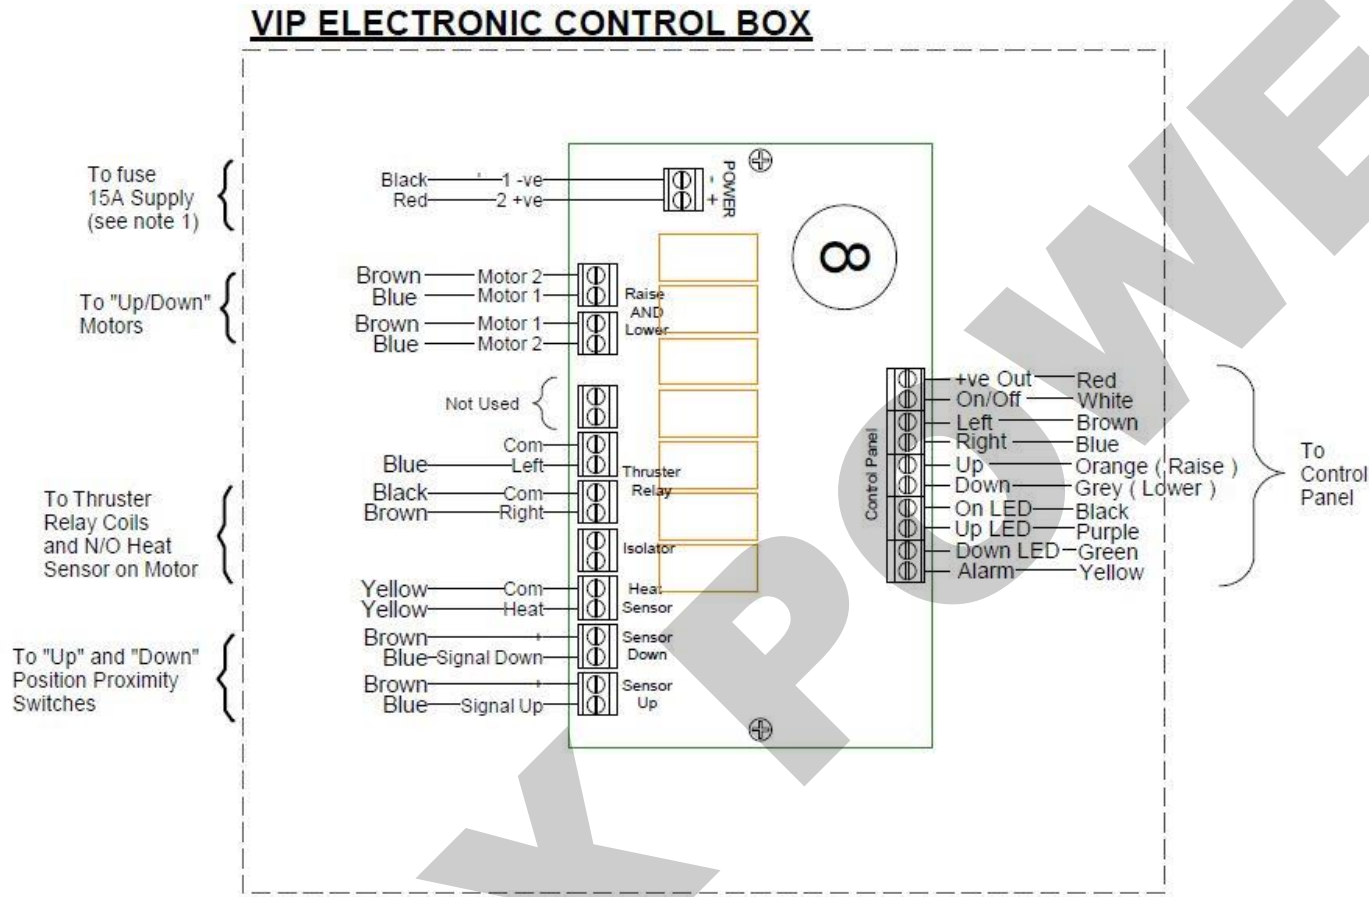 VIP ELECTRONIC CONTROL BOX
To fuse
15A Supply
(see note 1)
Black 1 -ve
Red 2 +ve
- +
POWER
8
To "Up/Down"
Motors
Brown Motor 2
Blue Motor 1
Brown Motor 1
Blue Motor 2
Raise
AND
Lower
Not Used
To Thruster
Relay Coils
and N/O Heat
Sensor on Motor
Com
Blue Left
Black Com
Brown Right
Thruster
Relay
Isolator
Yellow Com
Yellow Heat
Heat
Sensor
To "Up" and "Down"
Position Proximity
Switches
Brown +
Blue Signal Down
Sensor
Down
Brown +
Blue Signal Up
Sensor
Up
Control Panel
+ve Out Red
On/Off White
Left Brown
Right Blue
Up Orange ( Raise )
Down Grey ( Lower )
On LED Black
Up LED Purple
Down LED Green
Alarm Yellow
To
Control
Panel
X POWE